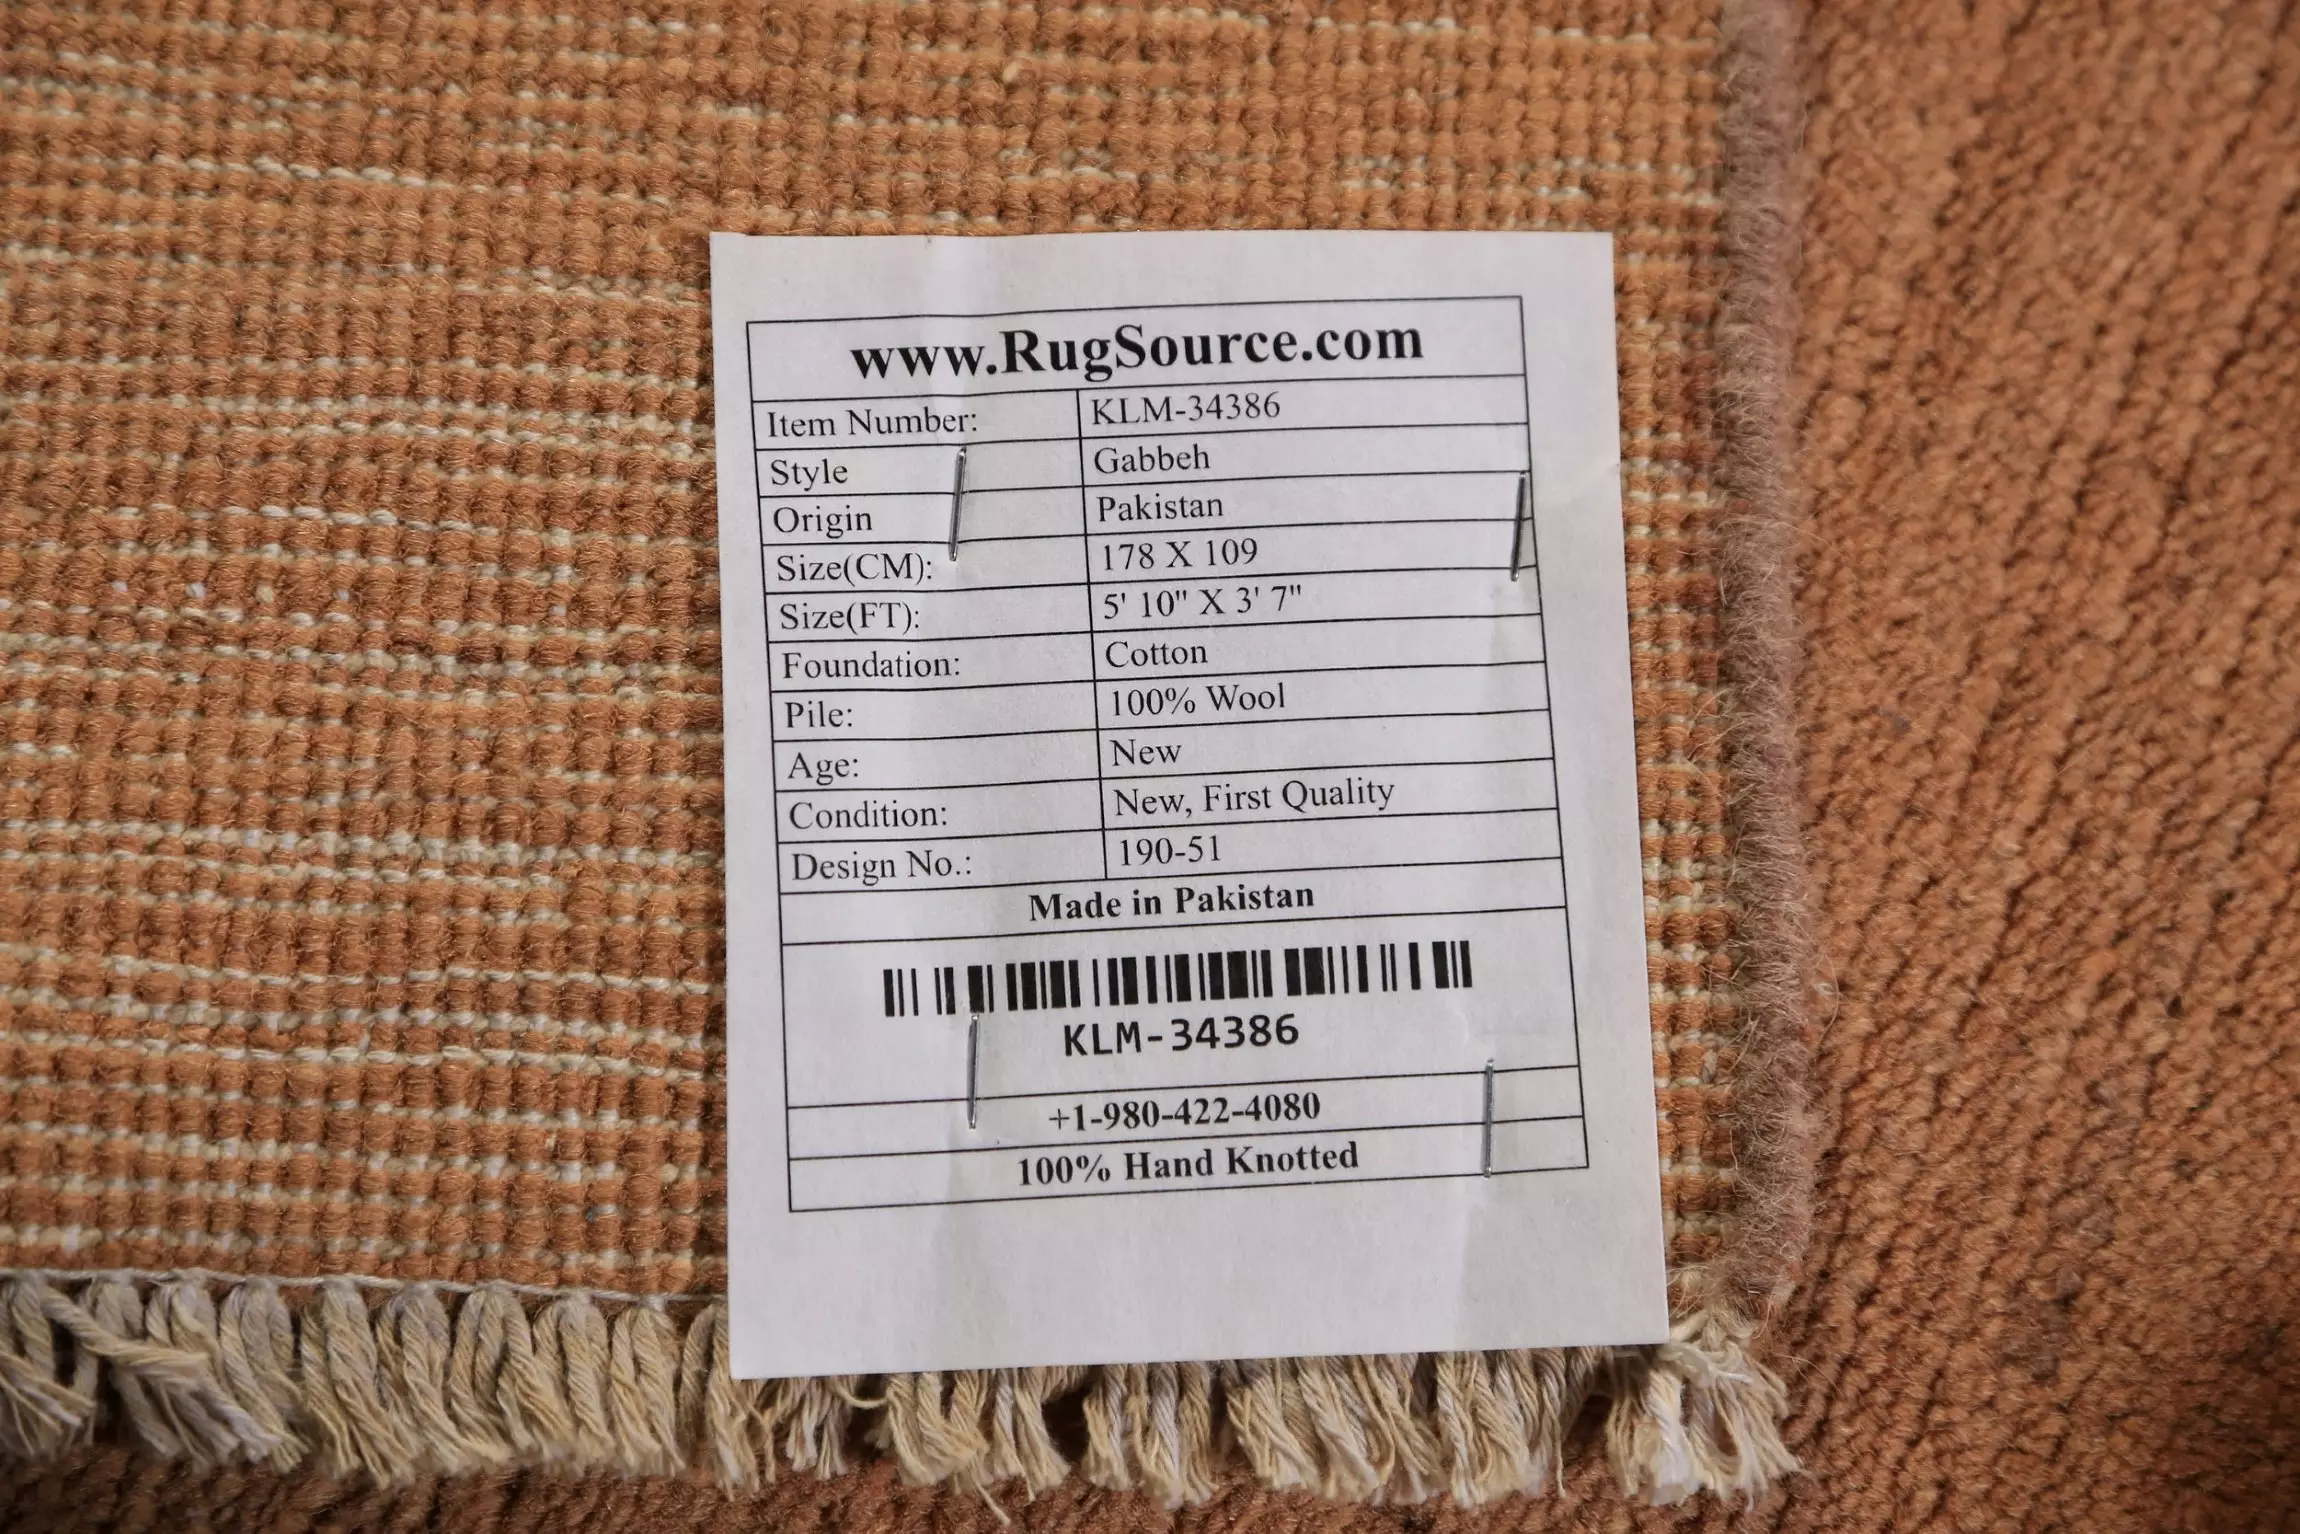 www.RugSource.com
Item Number: KLM-34386
Style Gabbeh
Origin Pakistan
Size(CM): 178 X 109
Size(FT): 5' 10" X 3' 7"
Foundation: Cotton
Pile: 100% Wool
Age: New
Condition: New, First Quality
Design No.: 190-51
Made in Pakistan
KLM-34386
+1-980-422-4080
100% Hand Knotted